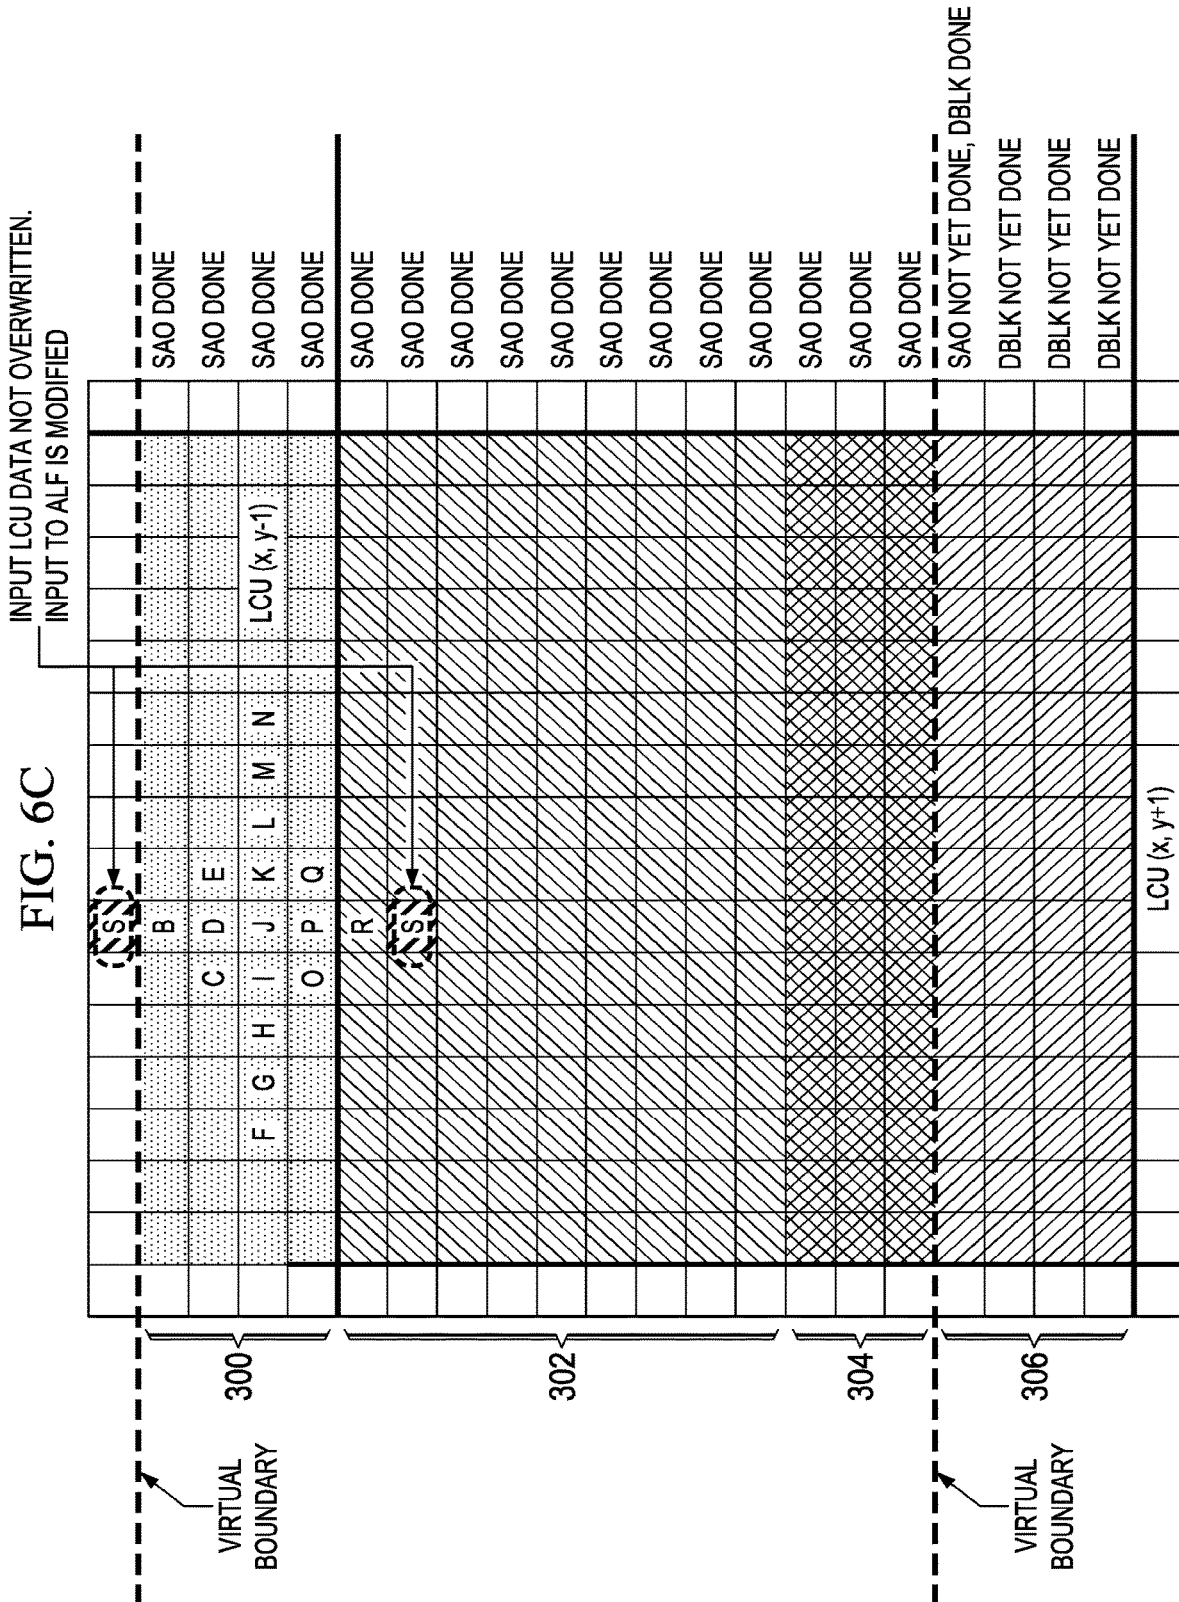 FIG. 6C
INPUT LCU DATA NOT OVERWRITTEN.
INPUT TO ALF IS MODIFIED
VIRTUAL
BOUNDARY
S
B
SAO DONE
C D E
SAO DONE
300
F G H I J K L M N
LCU (x, y-1)
SAO DONE
O P Q
SAO DONE
R
SAO DONE
S
SAO DONE
SAO DONE
SAO DONE
302
SAO DONE
SAO DONE
SAO DONE
SAO DONE
SAO DONE
SAO DONE
304
SAO DONE
SAO DONE
VIRTUAL
BOUNDARY
SAO NOT YET DONE, DBLK DONE
DBLK NOT YET DONE
306
DBLK NOT YET DONE
DBLK NOT YET DONE
LCU (x, y+1)